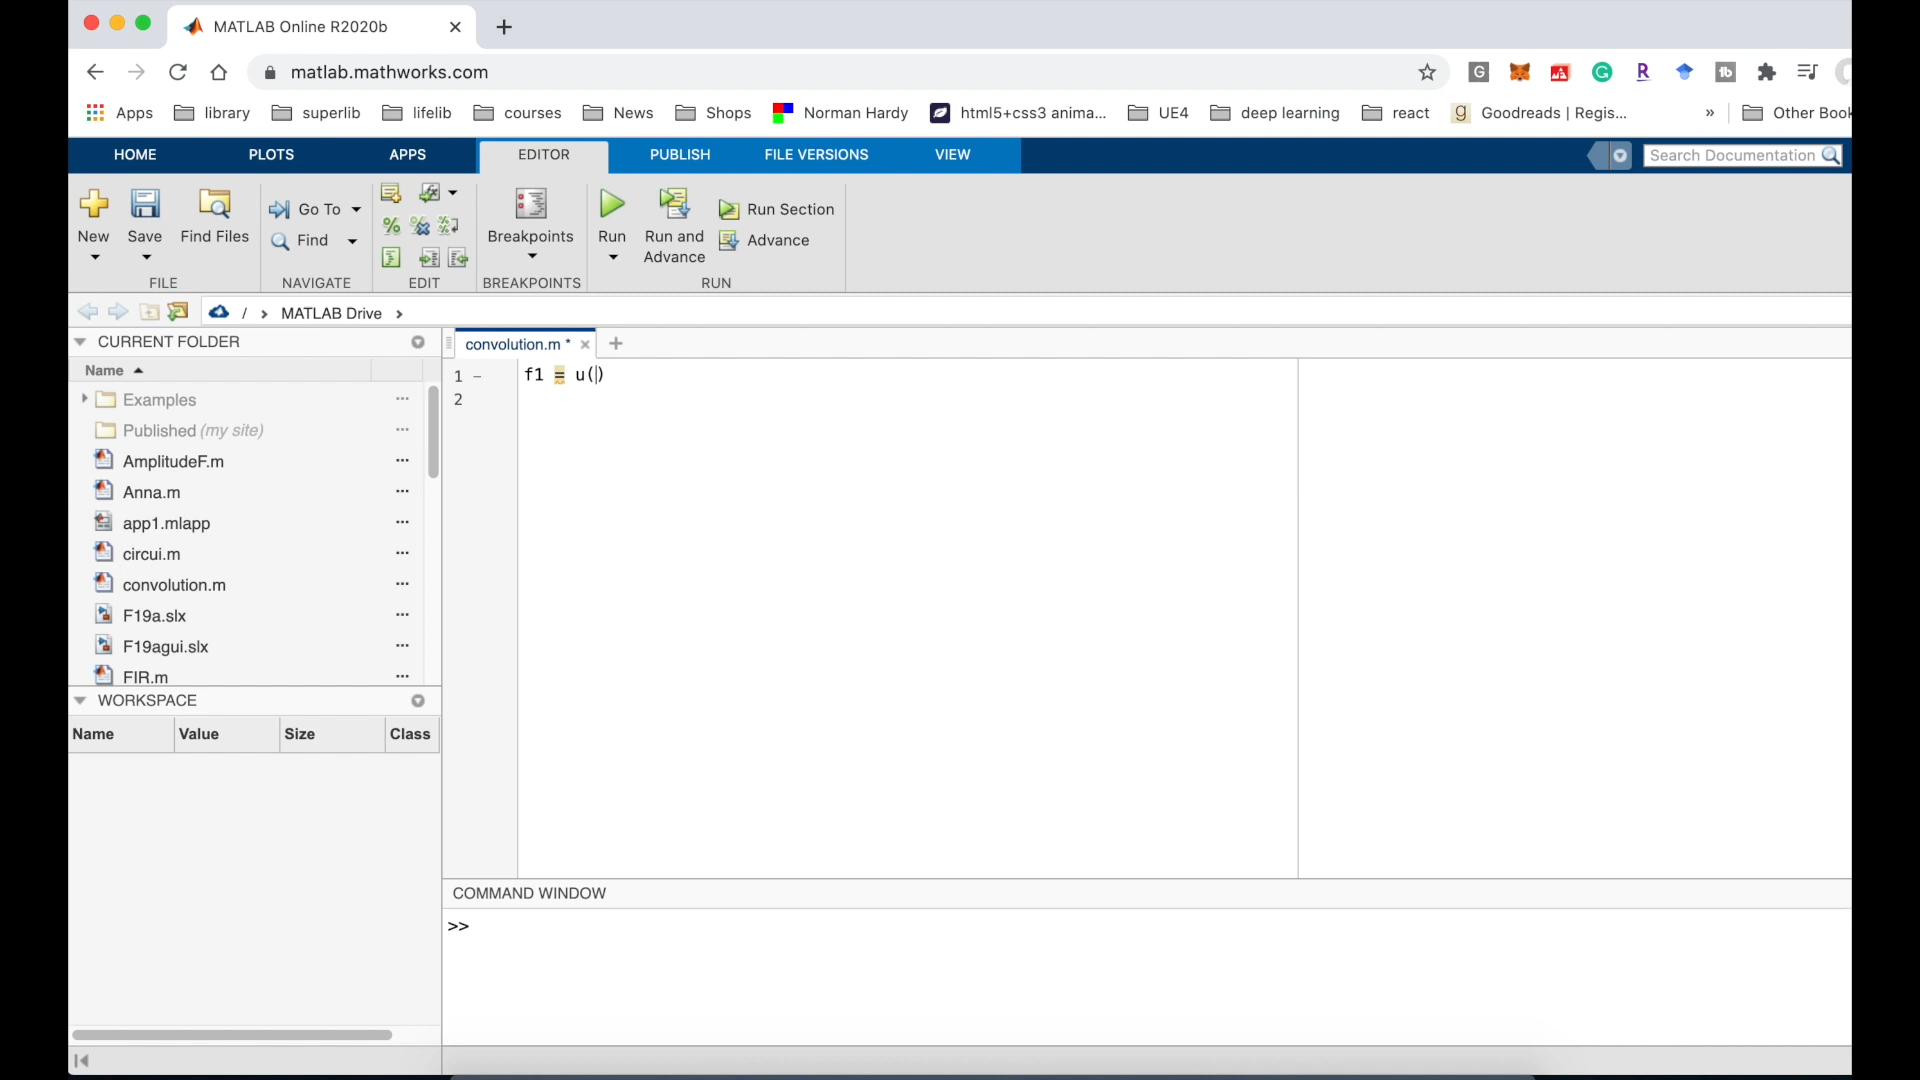 MATLAB Online R2020b
matlab.mathworks.com
Apps library superlib lifelib courses News Shops Norman Hardy html5+css3 anima... UE4 deep learning react Goodreads | Regis... » Other Book
HOME PLOTS APPS EDITOR PUBLISH FILE VERSIONS VIEW Search Documentation
New Save Find Files Go To Find Breakpoints Run Run and Advance Run Section Advance
FILE NAVIGATE EDIT BREAKPOINTS RUN
/ › MATLAB Drive ›
CURRENT FOLDER
Name
Examples
Published (my site)
AmplitudeF.m
Anna.m
app1.mlapp
circui.m
convolution.m
F19a.slx
F19agui.slx
FIR.m
WORKSPACE
Name Value Size Class
convolution.m *
1 – f1 = u()
2
COMMAND WINDOW
>>